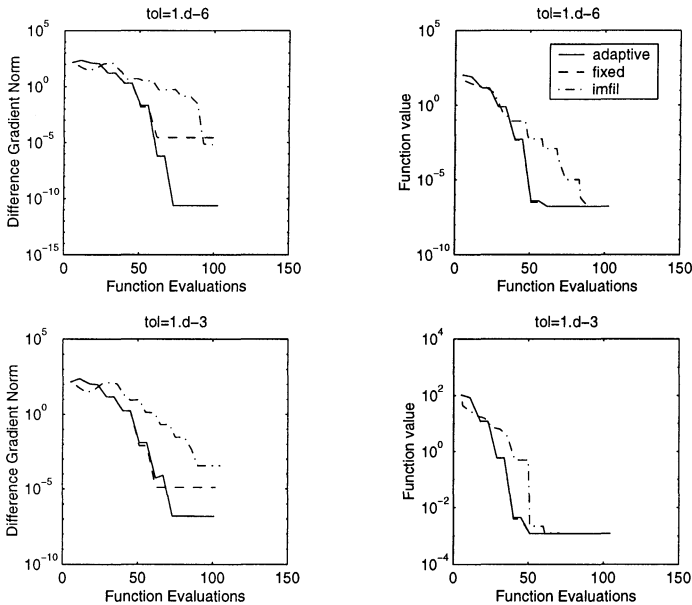 tol=1.d−6
10^5
10^0
10^−5
10^−10
10^−15
Difference Gradient Norm
0 50 100 150
Function Evaluations
tol=1.d−6
adaptive
fixed
imfil
10^5
10^0
10^−5
10^−10
Function value
0 50 100 150
Function Evaluations
tol=1.d−3
10^5
10^0
10^−5
10^−10
Difference Gradient Norm
0 50 100 150
Function Evaluations
tol=1.d−3
10^4
10^2
10^0
10^−2
10^−4
Function value
0 50 100 150
Function Evaluations